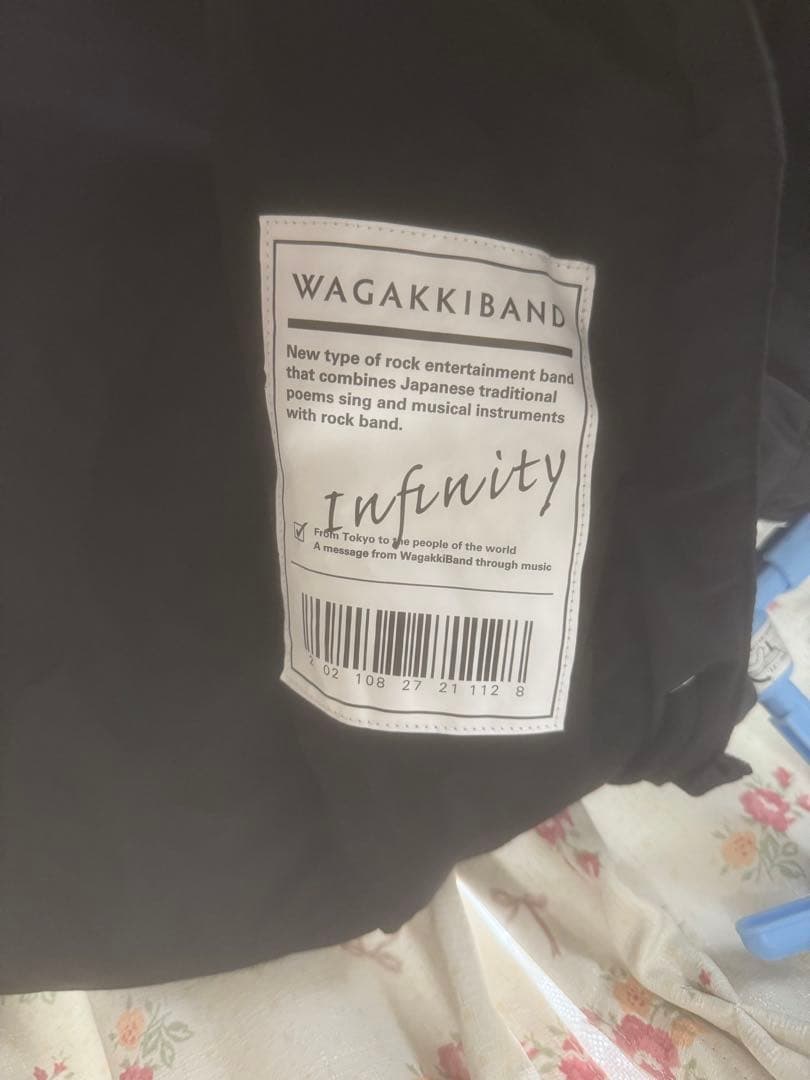 WAGAKKIBAND
New type of rock entertainment band
that combines Japanese traditional
poems sing and musical instruments
with rock band.
Infinity
From Tokyo to the people of the world
A message from WagakkiBand through music
2 02 108 27 21 112 8